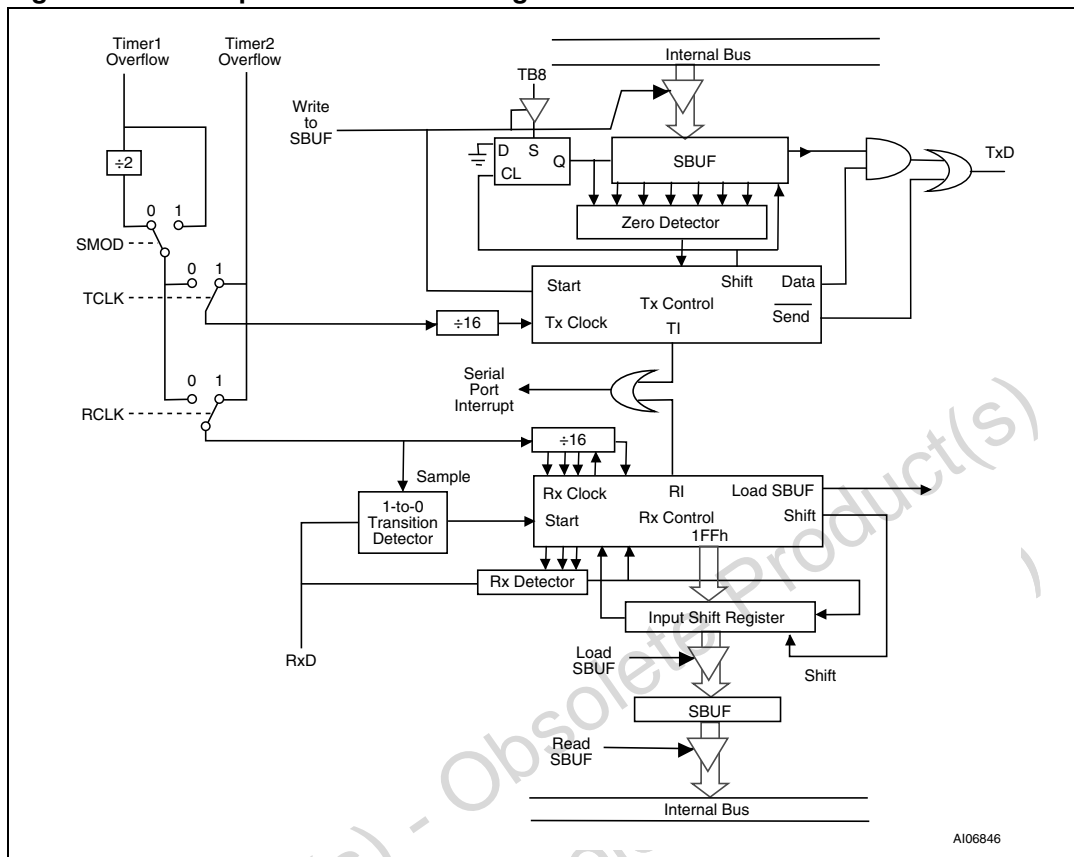 Timer1
Overflow
Timer2
Overflow
Internal Bus
TB8
Write
to
SBUF
D S
Q
CL
SBUF
TxD
÷2
Zero Detector
0 1
SMOD
0 1
TCLK
Shift
Start
Data
Tx Control
Send
Tx Clock
TI
÷16
Serial
Port
Interrupt
0 1
RCLK
÷16
Sample
1-to-0
Transition
Detector
Rx Clock
RI
Load SBUF
Start
Rx Control
Shift
1FFh
Rx Detector
Input Shift Register
RxD
Load
SBUF
Shift
SBUF
Read
SBUF
Internal Bus
AI06846
(s) - Obsolete Product(s)